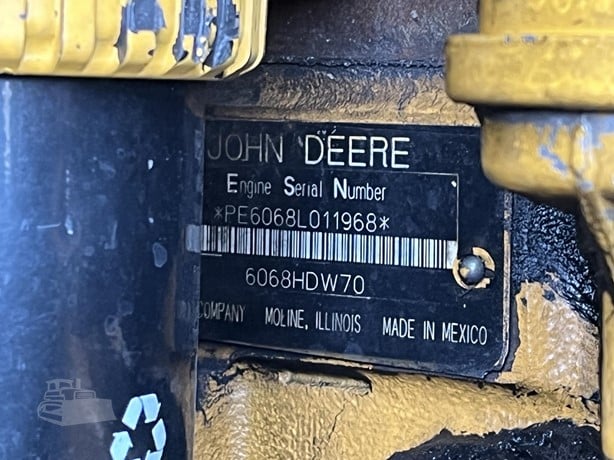 JOHN DEERE
Engine Serial Number
*PE6068L011968*
6068HDW70
COMPANY MOLINE, ILLINOIS MADE IN MEXICO